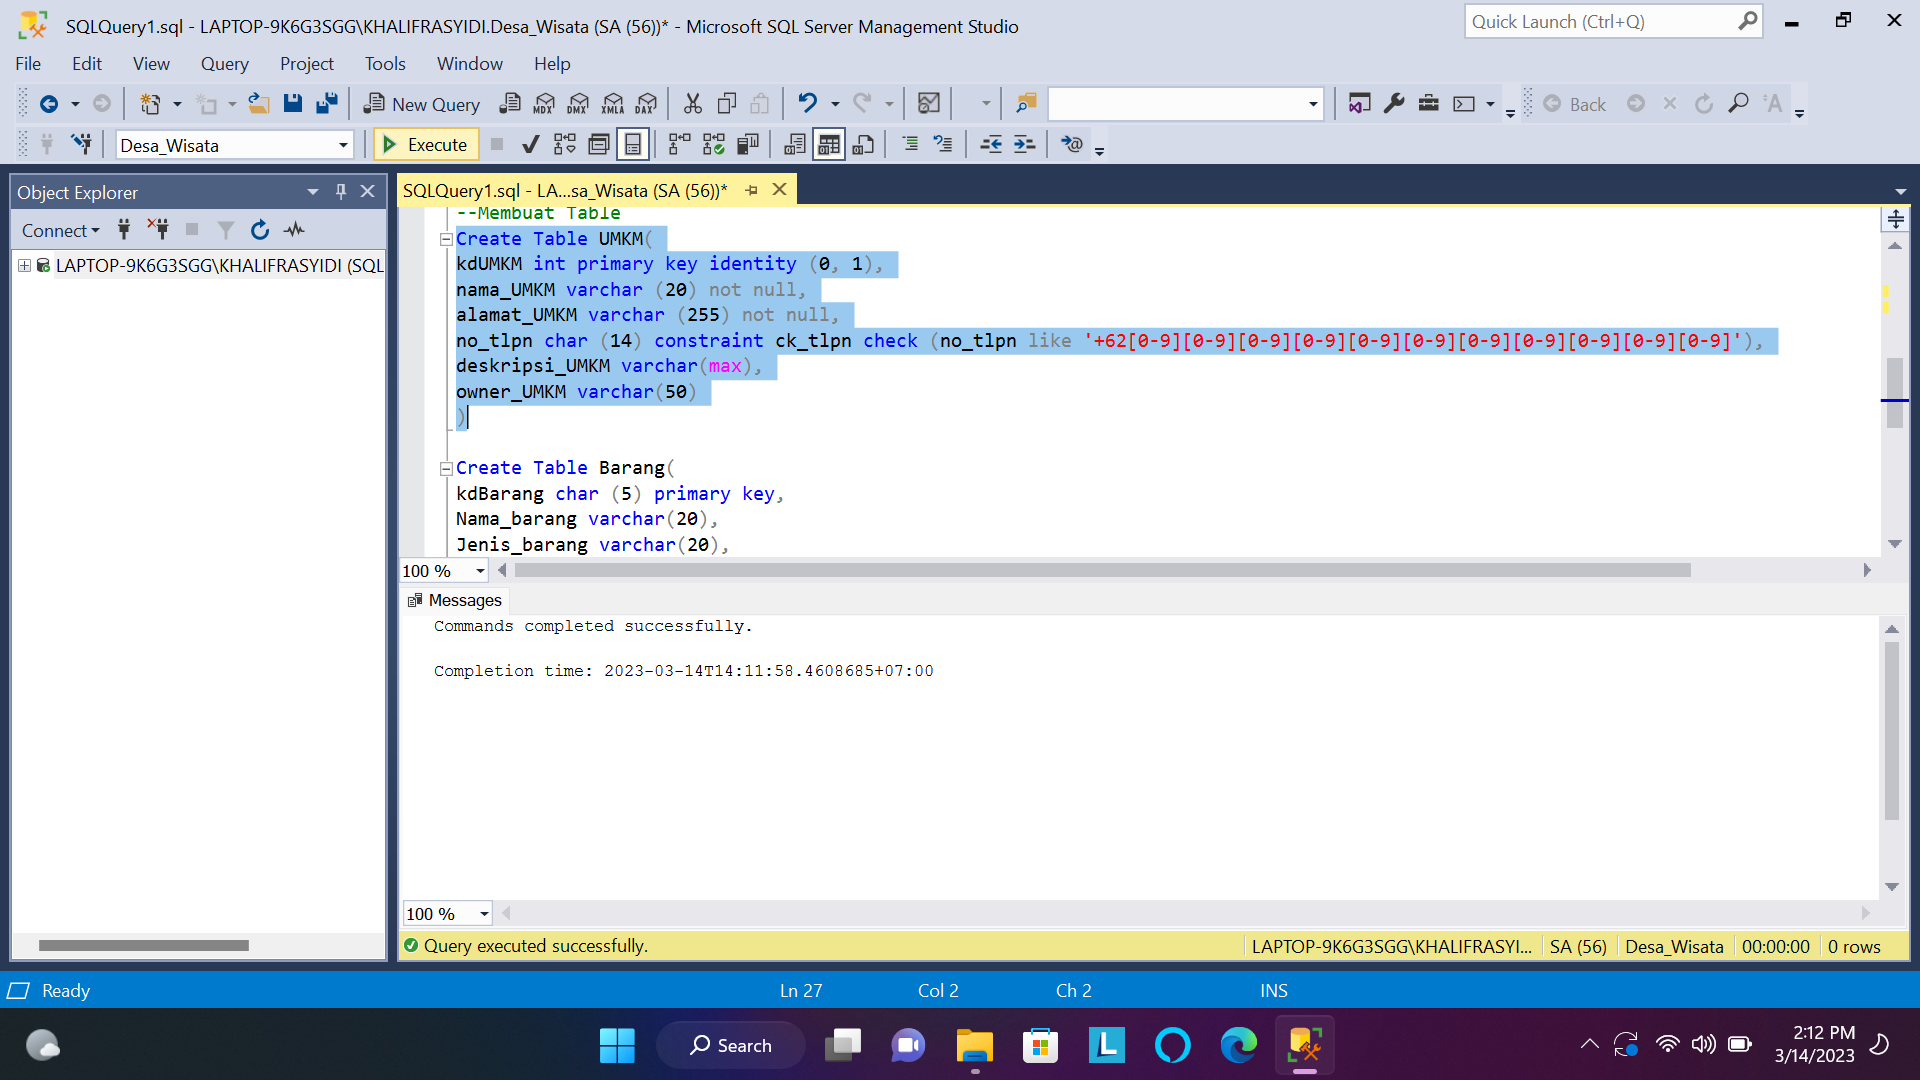 SQLQuery1.sql - LAPTOP-9K6G3SGG\KHALIFRASYIDI.Desa_Wisata (SA (56))* - Microsoft SQL Server Management Studio
Quick Launch (Ctrl+Q)
File Edit View Query Project Tools Window Help
New Query MDX DMX XMLA DAX Back
Desa_Wisata Execute
Object Explorer
Connect
LAPTOP-9K6G3SGG\KHALIFRASYIDI (SQL
SQLQuery1.sql - LA...sa_Wisata (SA (56))*
--Membuat Table
Create Table UMKM(
kdUMKM int primary key identity (0, 1),
nama_UMKM varchar (20) not null,
alamat_UMKM varchar (255) not null,
no_tlpn char (14) constraint ck_tlpn check (no_tlpn like '+62[0-9][0-9][0-9][0-9][0-9][0-9][0-9][0-9][0-9][0-9][0-9]'),
deskripsi_UMKM varchar(max),
owner_UMKM varchar(50)
)
Create Table Barang(
kdBarang char (5) primary key,
Nama_barang varchar(20),
Jenis_barang varchar(20),
100 %
Messages
Commands completed successfully.
Completion time: 2023-03-14T14:11:58.4608685+07:00
100 %
Query executed successfully. LAPTOP-9K6G3SGG\KHALIFRASYI... SA (56) Desa_Wisata 00:00:00 0 rows
Ready Ln 27 Col 2 Ch 2 INS
Search
L
2:12 PM
3/14/2023